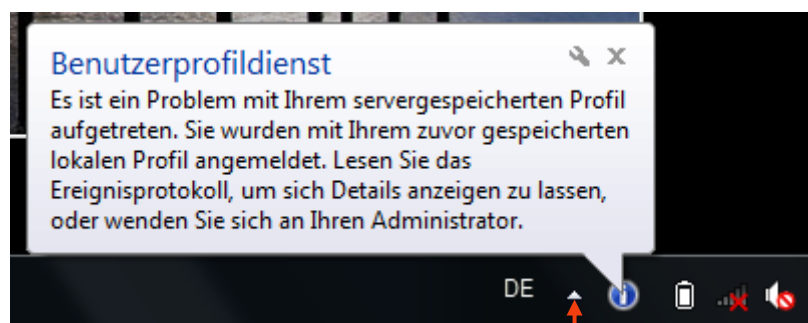 Benutzerprofildienst
Es ist ein Problem mit Ihrem servergespeicherten Profil
aufgetreten. Sie wurden mit Ihrem zuvor gespeicherten
lokalen Profil angemeldet. Lesen Sie das
Ereignisprotokoll, um sich Details anzeigen zu lassen,
oder wenden Sie sich an Ihren Administrator.
DE